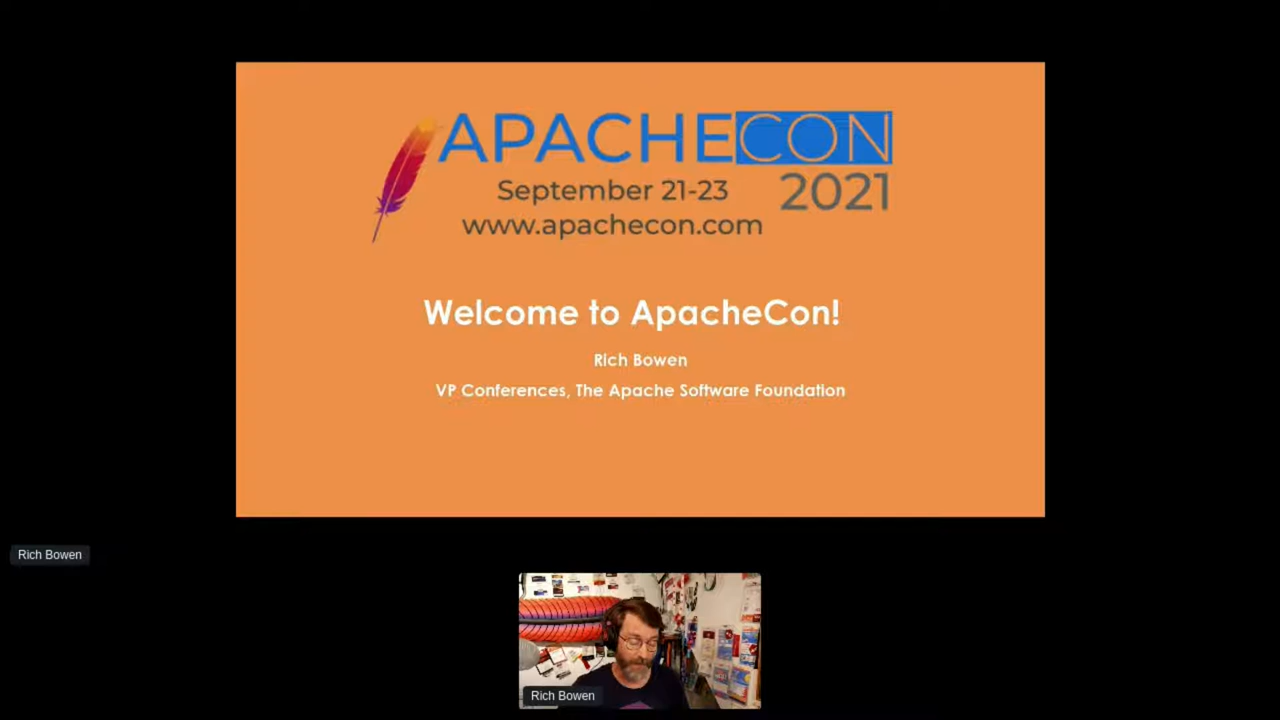 APACHECON
September 21-23
2021
www.apachecon.com
Welcome to ApacheCon!
Rich Bowen
VP Conferences, The Apache Software Foundation
Rich Bowen
Rich Bowen